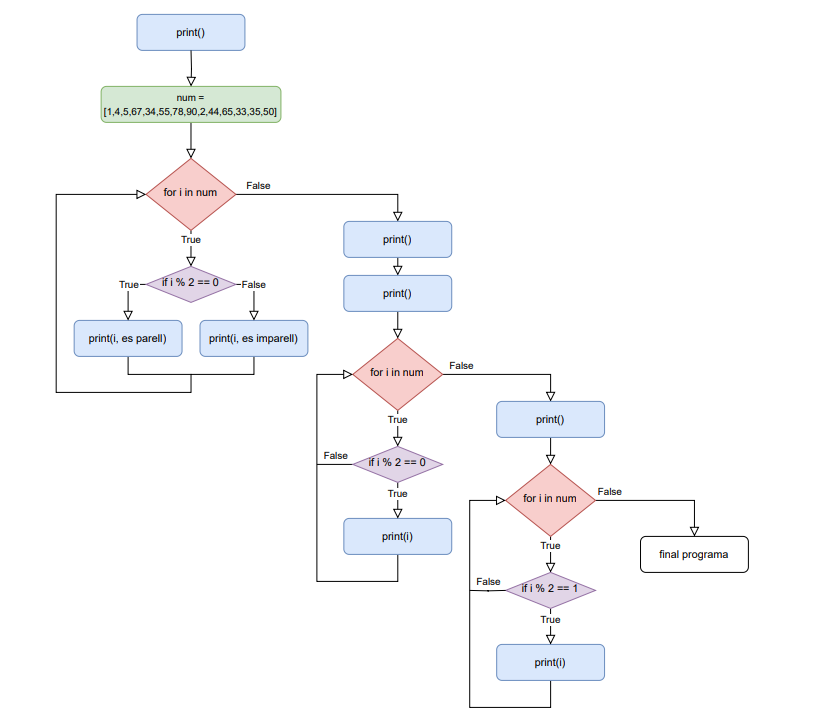 print()
num =
[1,4,5,67,34,55,78,90,2,44,65,33,35,50]
for i in num
False
True
if i % 2 == 0
True
False
print(i, es parell)
print(i, es imparell)
print()
print()
for i in num
False
True
if i % 2 == 0
False
True
print(i)
print()
for i in num
False
True
final programa
if i % 2 == 1
False
True
print(i)